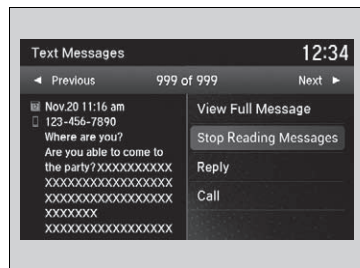 Text Messages 12:34
◄ Previous 999 of 999 Next ►
Nov.20 11:16 am
123-456-7890
Where are you?
Are you able to come to
the party?XXXXXXXXXX
XXXXXXXXXXXXXXXXX
XXXXXXXXXXXXXXXXX
XXXXXXX
XXXXXXXXXXXXXXXXX
View Full Message
Stop Reading Messages
Reply
Call